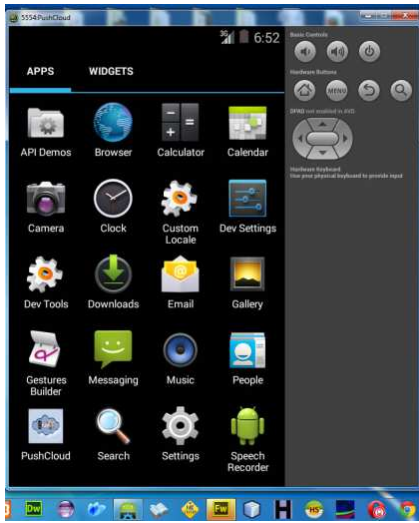 5554:PushCloud
3G 6:52
APPS WIDGETS
API Demos Browser Calculator Calendar
Camera Clock Custom Locale Dev Settings
Dev Tools Downloads Email Gallery
Gestures Builder Messaging Music People
PushCloud Search Settings Speech Recorder
Basic Controls
Hardware Buttons
MENU
DPAD not enabled in AVD
Hardware Keyboard
Use your physical keyboard to provide input
Dw
Fw
H
HS